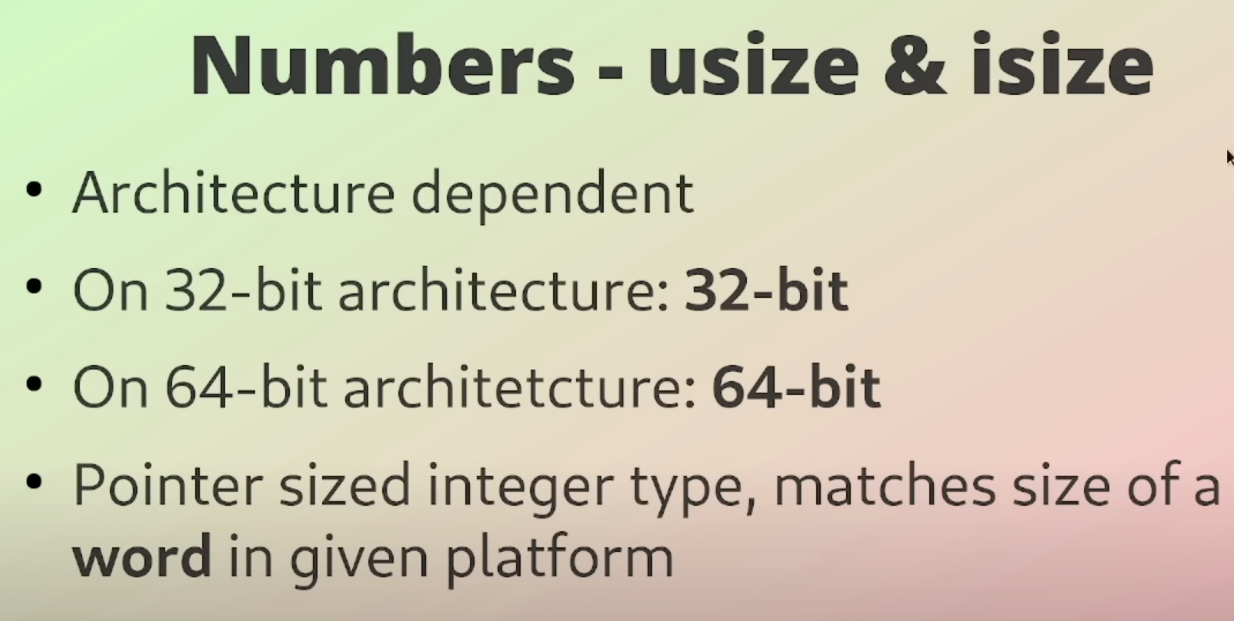 Numbers - usize & isize
• Architecture dependent
• On 32-bit architecture: 32-bit
• On 64-bit architetcture: 64-bit
• Pointer sized integer type, matches size of a
word in given platform